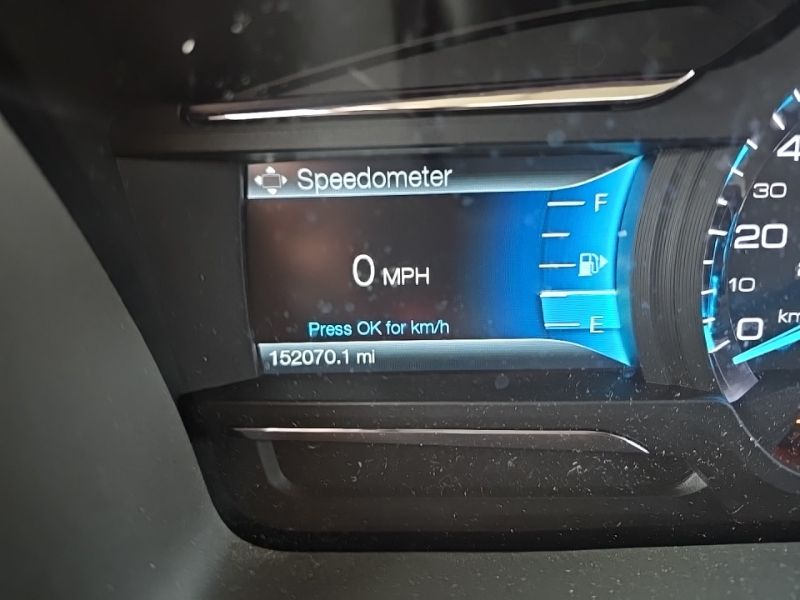 Speedometer
F
0 MPH
E
Press OK for km/h
152070.1 mi
30
20
10
0